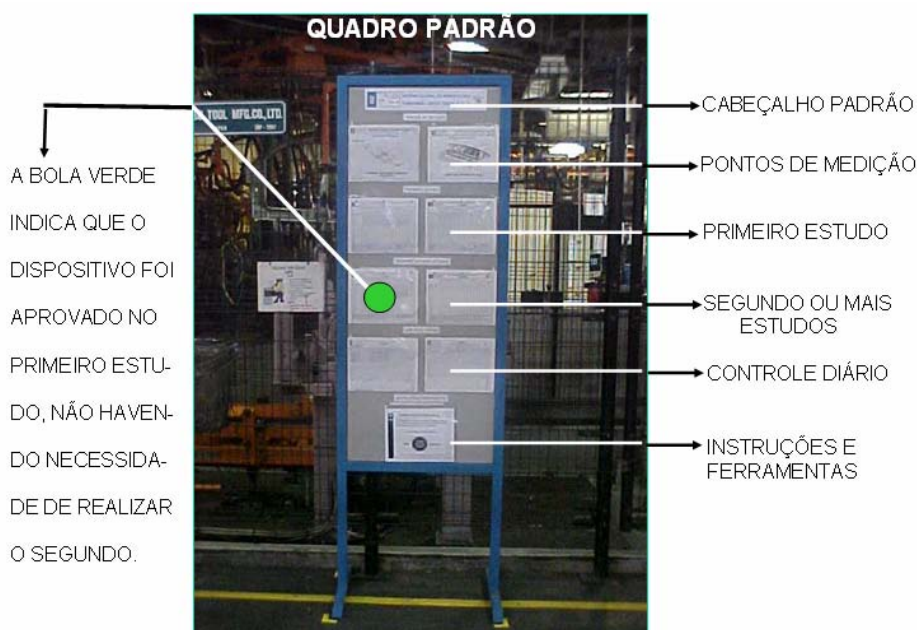 QUADRO PADRÃO
TOOL MFG.CO.,LTD.
CABEÇALHO PADRÃO
PONTOS DE MEDIÇÃO
PRIMEIRO ESTUDO
SEGUNDO OU MAIS
ESTUDOS
CONTROLE DIÁRIO
INSTRUÇÕES E
FERRAMENTAS
A BOLA VERDE
INDICA QUE O
DISPOSITIVO FOI
APROVADO NO
PRIMEIRO ESTU-
DO, NÃO HAVEN-
DO NECESSIDA-
DE DE REALIZAR
O SEGUNDO.